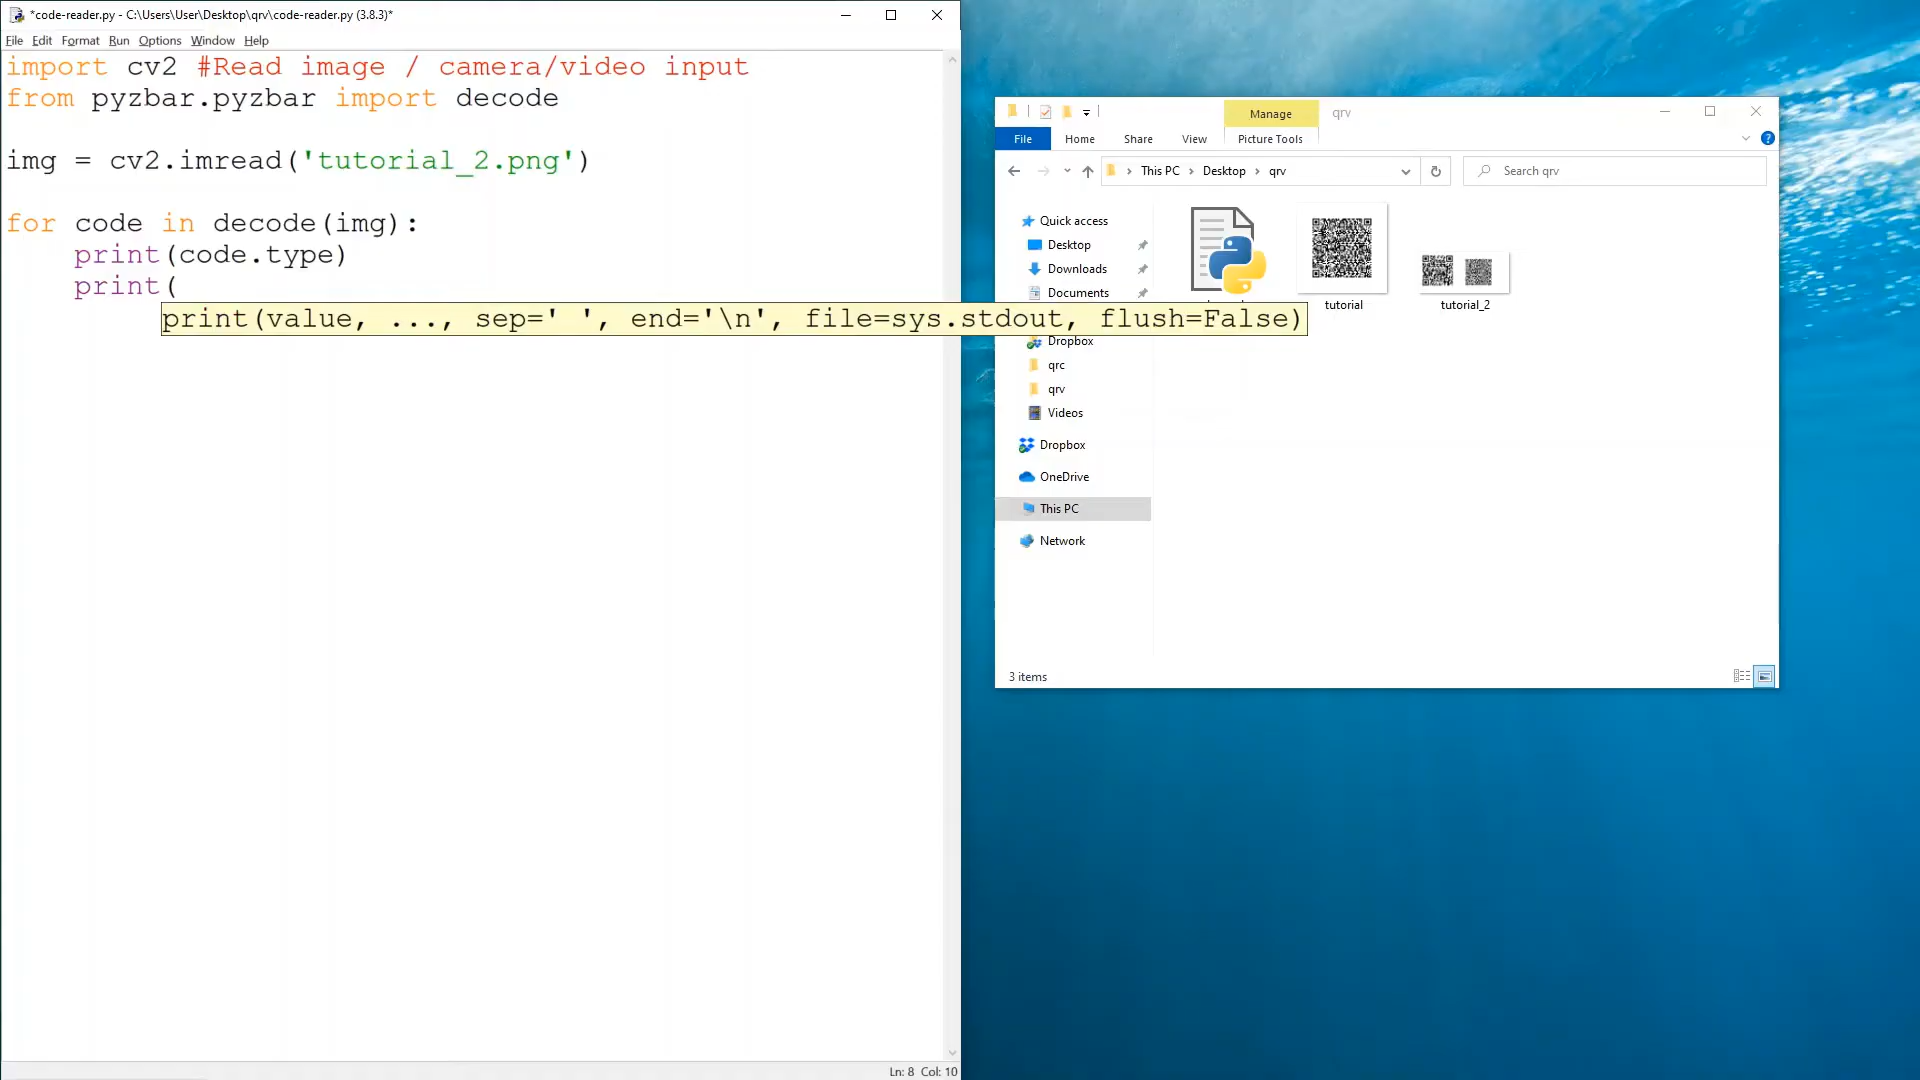 *code-reader.py - C:\Users\User\Desktop\qrv\code-reader.py (3.8.3)*
File Edit Format Run Options Window Help
import cv2 #Read image / camera/video input
from pyzbar.pyzbar import decode
img = cv2.imread('tutorial_2.png')
for code in decode(img):
print(code.type)
print(
print(value, ..., sep=' ', end='\n', file=sys.stdout, flush=False)
Ln: 8 Col: 10
Manage qrv
File Home Share View Picture Tools
This PC > Desktop > qrv
Search qrv
Quick access
Desktop
Downloads
Documents
Dropbox
qrc
qrv
Videos
Dropbox
OneDrive
This PC
Network
tutorial
tutorial_2
3 items